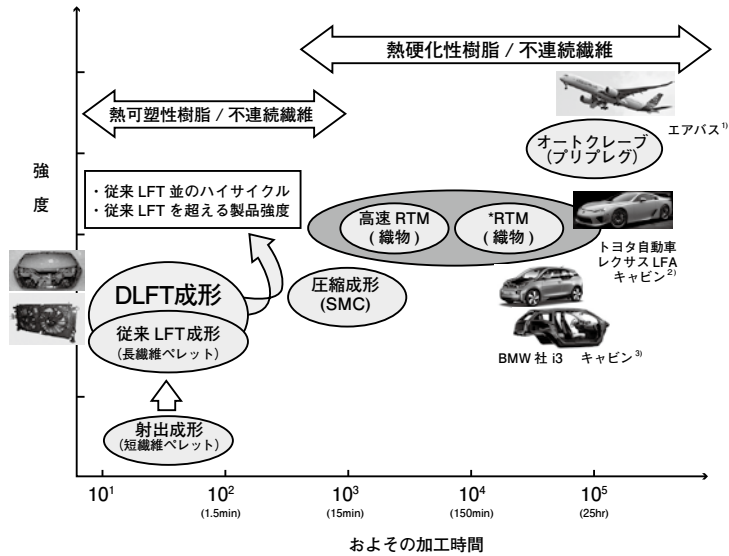 熱硬化性樹脂 / 不連続繊維
熱可塑性樹脂 / 不連続繊維
エアバス1)
オートクレーブ
(プリプレグ)
強
度
・従来 LFT 並のハイサイクル
・従来 LFT を超える製品強度
高速 RTM
( 織物 )
*RTM
( 織物 )
トヨタ自動車
レクサス LFA
キャビン2)
DLFT成形
従来 LFT成形
(長繊維ペレット)
圧縮成形
(SMC)
BMW 社 i3 キャビン3)
射出成形
(短繊維ペレット)
10¹ 10² 10³ 10⁴ 10⁵
(1.5min) (15min) (150min) (25hr)
およその加工時間